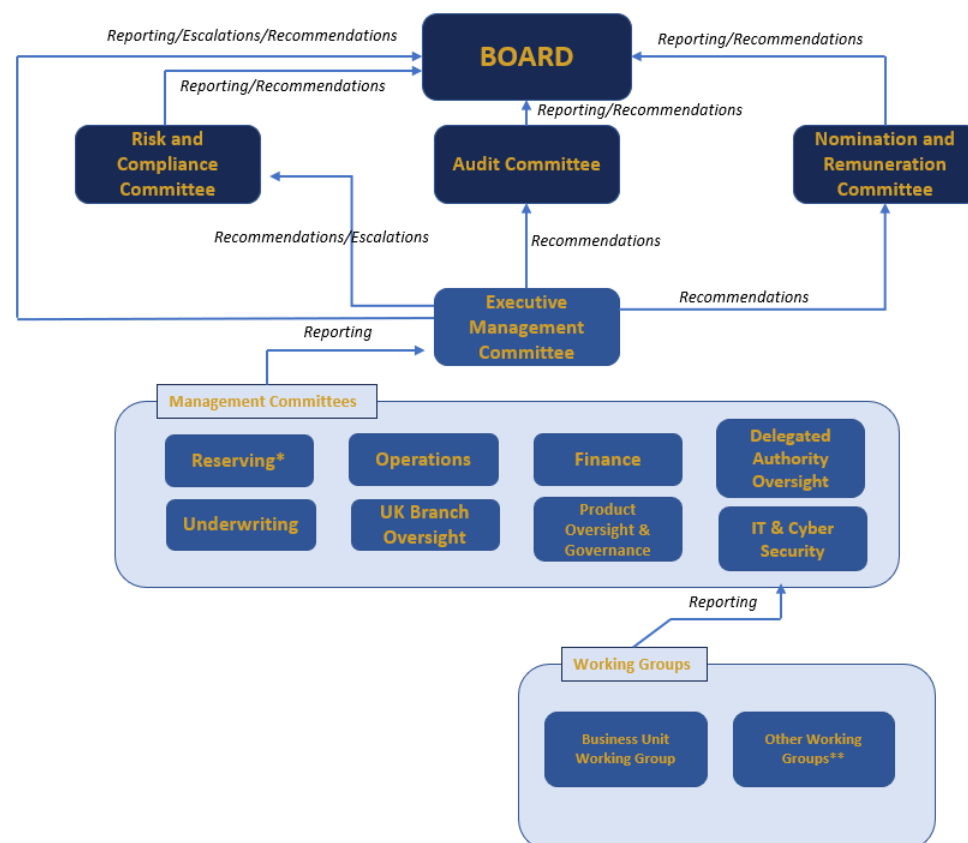 Reporting/Escalations/Recommendations
BOARD
Reporting/Recommendations
Reporting/Recommendations
Reporting/Recommendations
Risk and
Compliance
Committee
Audit Committee
Nomination and
Remuneration
Committee
Recommendations/Escalations
Recommendations
Executive
Management
Committee
Recommendations
Reporting
Management Committees
Reserving*
Operations
Finance
Delegated
Authority
Oversight
Underwriting
UK Branch
Oversight
Product
Oversight &
Governance
IT & Cyber
Security
Reporting
Working Groups
Business Unit
Working Group
Other Working
Groups**